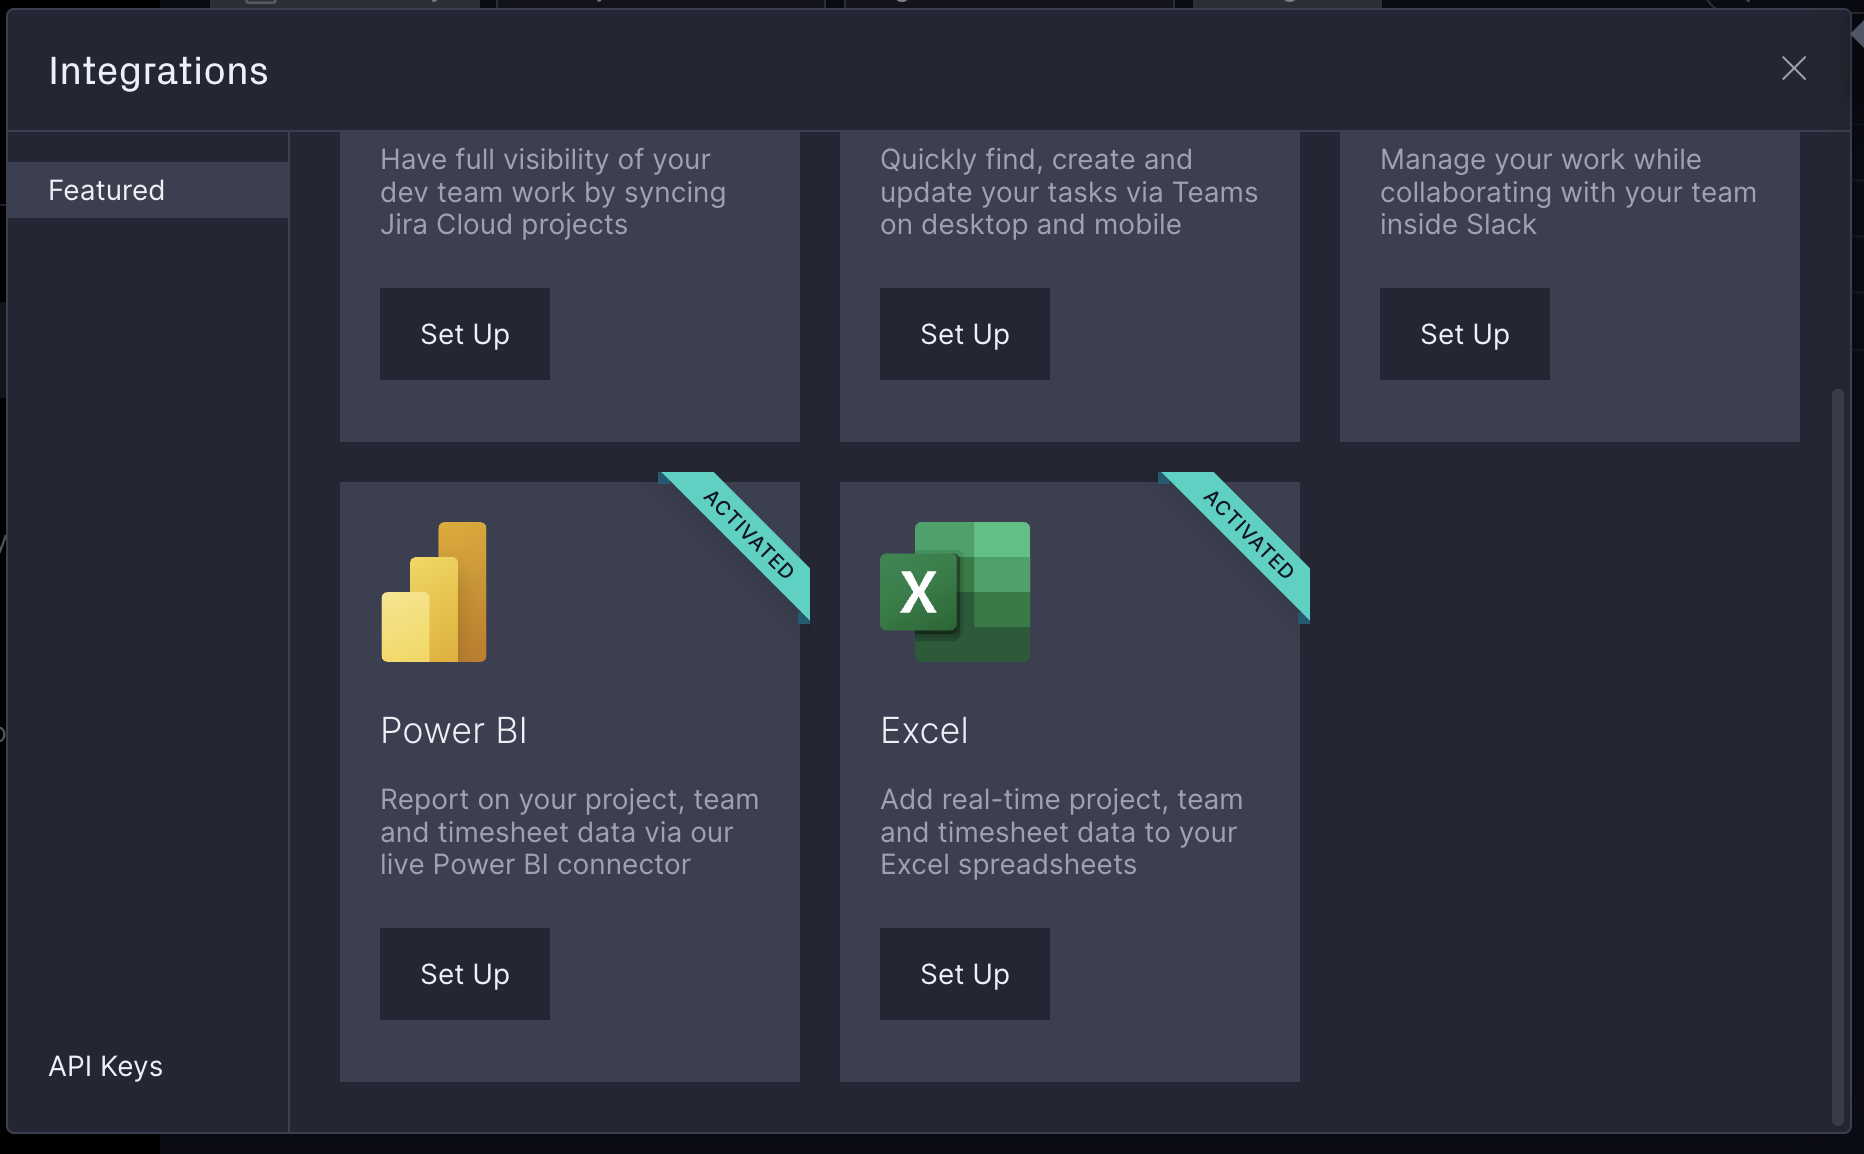 Integrations
Featured
Have full visibility of your
dev team work by syncing
Jira Cloud projects
Set Up
Quickly find, create and
update your tasks via Teams
on desktop and mobile
Set Up
Manage your work while
collaborating with your team
inside Slack
Set Up
ACTIVATED
Power BI
Report on your project, team
and timesheet data via our
live Power BI connector
Set Up
ACTIVATED
X
Excel
Add real-time project, team
and timesheet data to your
Excel spreadsheets
Set Up
API Keys